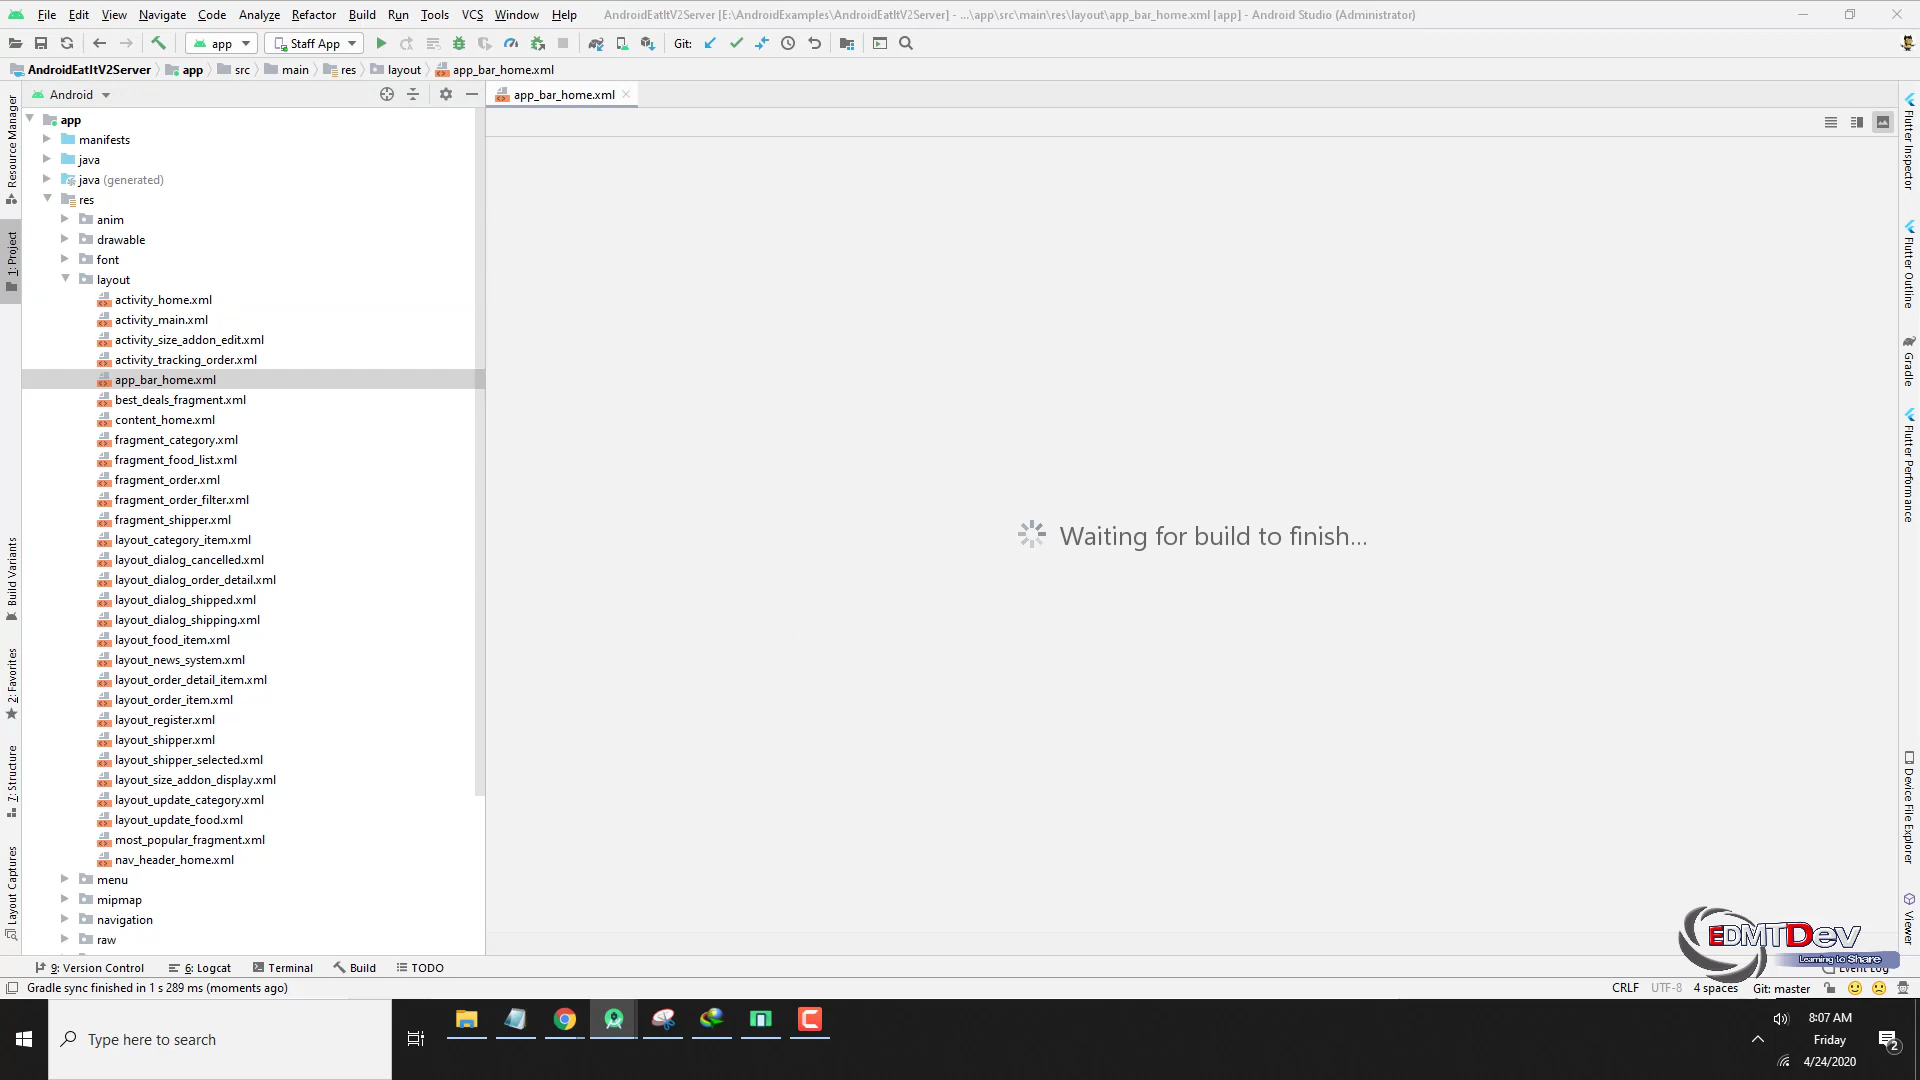 File Edit View Navigate Code Analyze Refactor Build Run Tools VCS Window Help AndroidEatItV2Server [E:\AndroidExamples\AndroidEatItV2Server] - ...\app\src\main\res\layout\app_bar_home.xml [app] - Android Studio (Administrator)
app Staff App Git:
AndroidEatItV2Server app src main res layout app_bar_home.xml
Android app_bar_home.xml
app
manifests
java
java (generated)
res
anim
drawable
font
layout
activity_home.xml
activity_main.xml
activity_size_addon_edit.xml
activity_tracking_order.xml
app_bar_home.xml
best_deals_fragment.xml
content_home.xml
fragment_category.xml
fragment_food_list.xml
fragment_order.xml
fragment_order_filter.xml
fragment_shipper.xml
layout_category_item.xml
layout_dialog_cancelled.xml
layout_dialog_order_detail.xml
layout_dialog_shipped.xml
layout_dialog_shipping.xml
layout_food_item.xml
layout_news_system.xml
layout_order_detail_item.xml
layout_order_item.xml
layout_register.xml
layout_shipper.xml
layout_shipper_selected.xml
layout_size_addon_display.xml
layout_update_category.xml
layout_update_food.xml
most_popular_fragment.xml
nav_header_home.xml
menu
mipmap
navigation
raw
Resource Manager
1: Project
Build Variants
2: Favorites
7: Structure
Layout Captures
Waiting for build to finish...
Flutter Inspector
Flutter Outline
Gradle
Flutter Performance
Device File Explorer
Viewer
EDMTDev
Learning to Share
9: Version Control 6: Logcat Terminal Build TODO Event Log
Gradle sync finished in 1 s 289 ms (moments ago) CRLF UTF-8 4 spaces Git: master
Type here to search
8:07 AM
Friday
4/24/2020
2